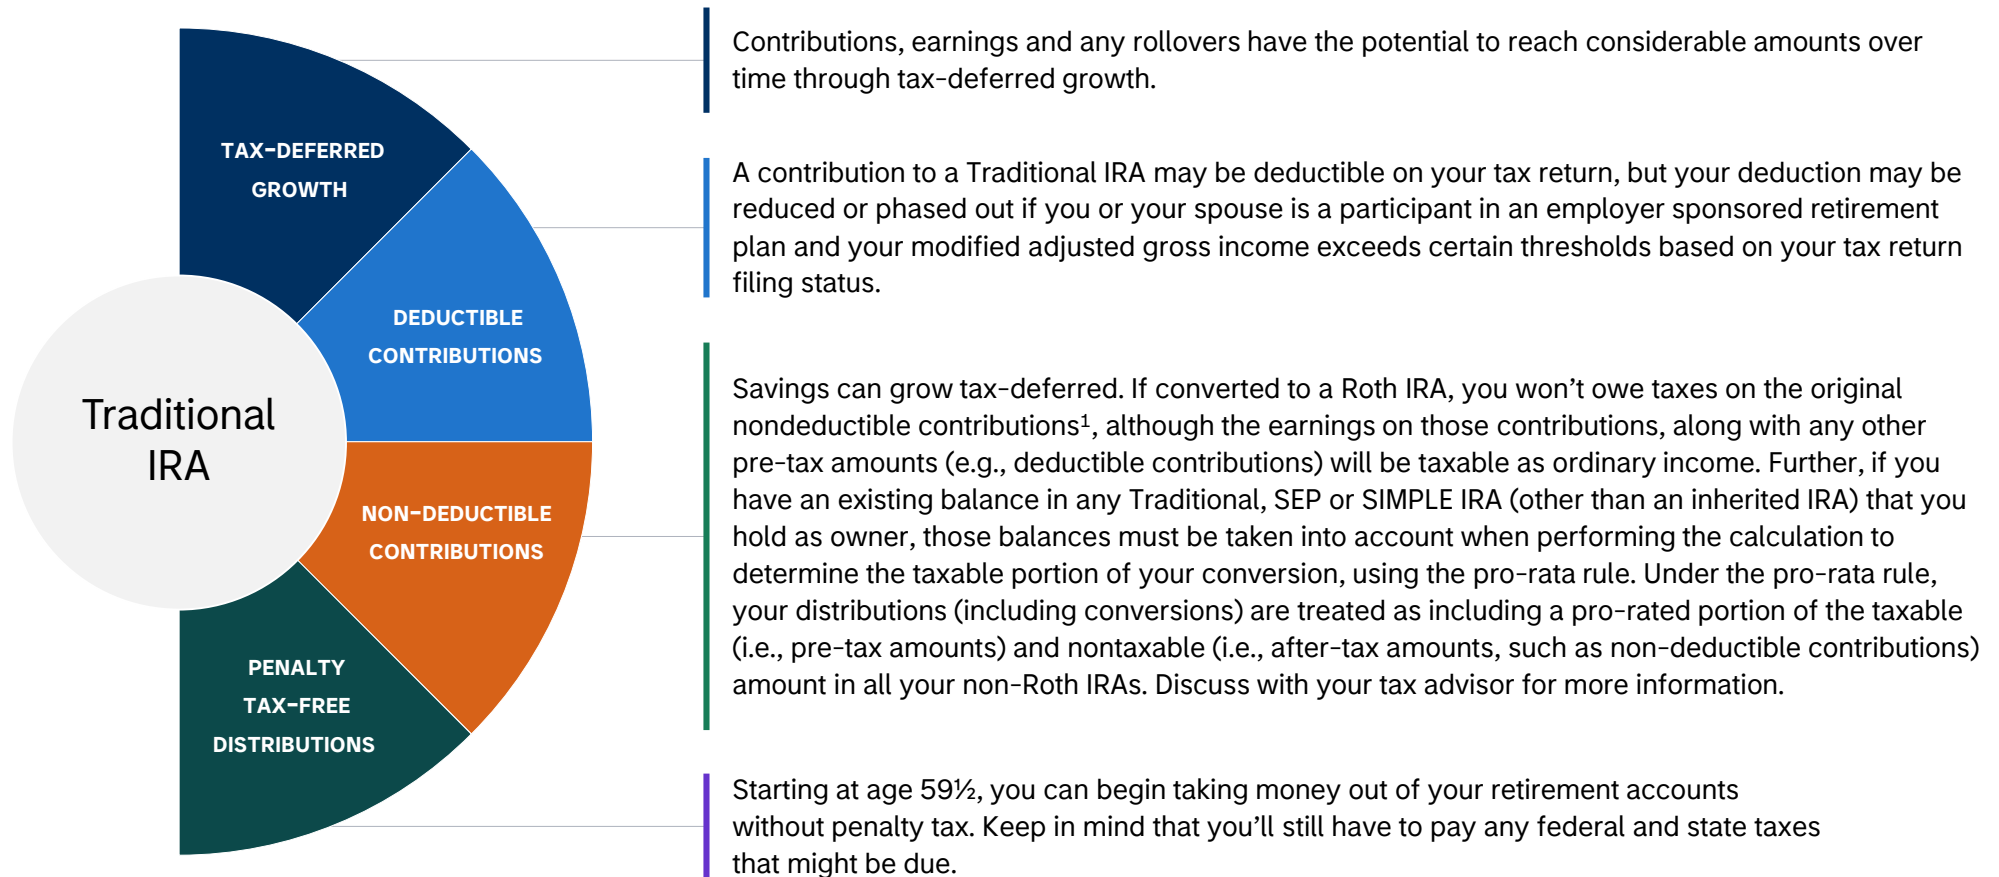 TAX-DEFERRED
GROWTH
DEDUCTIBLE
CONTRIBUTIONS
Traditional
IRA
NON-DEDUCTIBLE
CONTRIBUTIONS
PENALTY
TAX-FREE
DISTRIBUTIONS
Contributions, earnings and any rollovers have the potential to reach considerable amounts over
time through tax-deferred growth.
A contribution to a Traditional IRA may be deductible on your tax return, but your deduction may be
reduced or phased out if you or your spouse is a participant in an employer sponsored retirement
plan and your modified adjusted gross income exceeds certain thresholds based on your tax return
filing status.
Savings can grow tax-deferred. If converted to a Roth IRA, you won’t owe taxes on the original
nondeductible contributions¹, although the earnings on those contributions, along with any other
pre-tax amounts (e.g., deductible contributions) will be taxable as ordinary income. Further, if you
have an existing balance in any Traditional, SEP or SIMPLE IRA (other than an inherited IRA) that you
hold as owner, those balances must be taken into account when performing the calculation to
determine the taxable portion of your conversion, using the pro-rata rule. Under the pro-rata rule,
your distributions (including conversions) are treated as including a pro-rated portion of the taxable
(i.e., pre-tax amounts) and nontaxable (i.e., after-tax amounts, such as non-deductible contributions)
amount in all your non-Roth IRAs. Discuss with your tax advisor for more information.
Starting at age 59½, you can begin taking money out of your retirement accounts
without penalty tax. Keep in mind that you’ll still have to pay any federal and state taxes
that might be due.